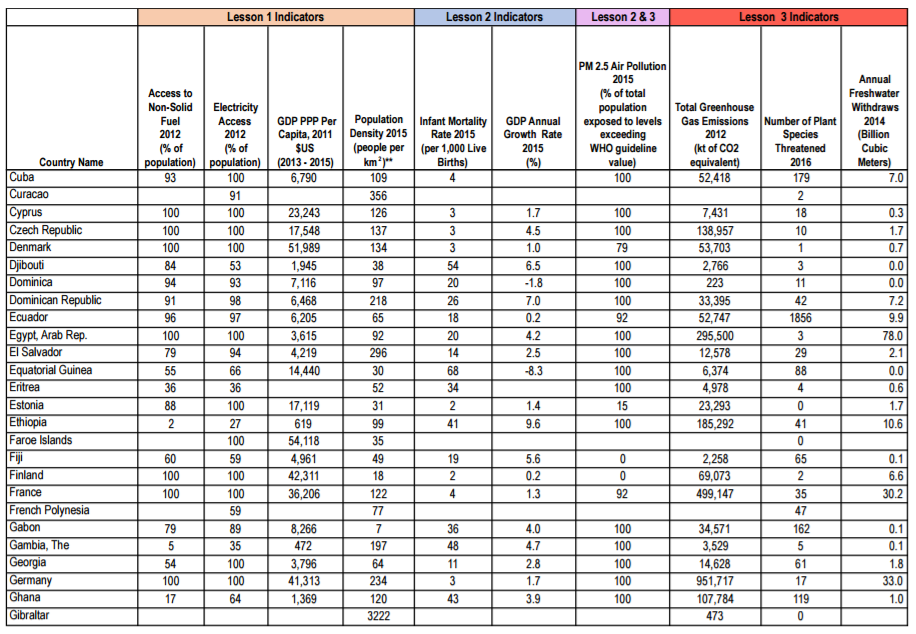 Lesson 1 Indicators Lesson 2 Indicators Lesson 2 & 3 Lesson 3 Indicators
Country Name Access to Non-Solid Fuel 2012 (% of population) Electricity Access 2012 (% of population) GDP PPP Per Capita, 2011 $US (2013 - 2015) Population Density 2015 (people per km²)** Infant Mortality Rate 2015 (per 1,000 Live Births) GDP Annual Growth Rate 2015 (%) PM 2.5 Air Pollution 2015 (% of total population exposed to levels exceeding WHO guideline value) Total Greenhouse Gas Emissions 2012 (kt of CO2 equivalent) Number of Plant Species Threatened 2016 Annual Freshwater Withdraws 2014 (Billion Cubic Meters)
Cuba 93 100 6,790 109 4 100 52,418 179 7.0
Curacao 91 356 2
Cyprus 100 100 23,243 126 3 1.7 100 7,431 18 0.3
Czech Republic 100 100 17,548 137 3 4.5 100 138,957 10 1.7
Denmark 100 100 51,989 134 3 1.0 79 53,703 1 0.7
Djibouti 84 53 1,945 38 54 6.5 100 2,766 3 0.0
Dominica 94 93 7,116 97 20 -1.8 100 223 11 0.0
Dominican Republic 91 98 6,468 218 26 7.0 100 33,395 42 7.2
Ecuador 96 97 6,205 65 18 0.2 92 52,747 1856 9.9
Egypt, Arab Rep. 100 100 3,615 92 20 4.2 100 295,500 3 78.0
El Salvador 79 94 4,219 296 14 2.5 100 12,578 29 2.1
Equatorial Guinea 55 66 14,440 30 68 -8.3 100 6,374 88 0.0
Eritrea 36 36 52 34 100 4,978 4 0.6
Estonia 88 100 17,119 31 2 1.4 15 23,293 0 1.7
Ethiopia 2 27 619 99 41 9.6 100 185,292 41 10.6
Faroe Islands 100 54,118 35 0
Fiji 60 59 4,961 49 19 5.6 0 2,258 65 0.1
Finland 100 100 42,311 18 2 0.2 0 69,073 2 6.6
France 100 100 36,206 122 4 1.3 92 499,147 35 30.2
French Polynesia 59 77 47
Gabon 79 89 8,266 7 36 4.0 100 34,571 162 0.1
Gambia, The 5 35 472 197 48 4.7 100 3,529 5 0.1
Georgia 54 100 3,796 64 11 2.8 100 14,628 61 1.8
Germany 100 100 41,313 234 3 1.7 100 951,717 17 33.0
Ghana 17 64 1,369 120 43 3.9 100 107,784 119 1.0
Gibraltar 3222 473 0